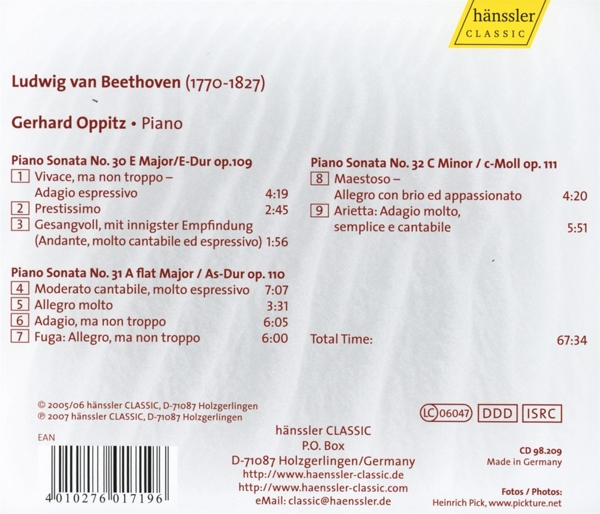 hänssler
CLASSIC
Ludwig van Beethoven (1770-1827)
Gerhard Oppitz • Piano
Piano Sonata No. 30 E Major/E-Dur op.109
1 Vivace, ma non troppo –
Adagio espressivo 4:19
2 Prestissimo 2:45
3 Gesangvoll, mit innigster Empfindung
(Andante, molto cantabile ed espressivo) 1:56
Piano Sonata No. 31 A flat Major / As-Dur op. 110
4 Moderato cantabile, molto espressivo 7:07
5 Allegro molto 3:31
6 Adagio, ma non troppo 6:05
7 Fuga: Allegro, ma non troppo 6:00
Piano Sonata No. 32 C Minor / c-Moll op. 111
8 Maestoso –
Allegro con brio ed appassionato 4:20
9 Arietta: Adagio molto,
semplice e cantabile 5:51
Total Time: 67:34
© 2005/06 hänssler CLASSIC, D-71087 Holzgerlingen
℗ 2007 hänssler CLASSIC, D-71087 Holzgerlingen
EAN
4 010276 017196
hänssler CLASSIC
P.O. Box
D-71087 Holzgerlingen/Germany
http://www.haenssler-classic.de
http://www.haenssler-classic.com
eMail: classic@haenssler.de
LC 06047 DDD ISRC
CD 98.209
Made in Germany
Fotos / Photos:
Heinrich Pick, www.pickture.net